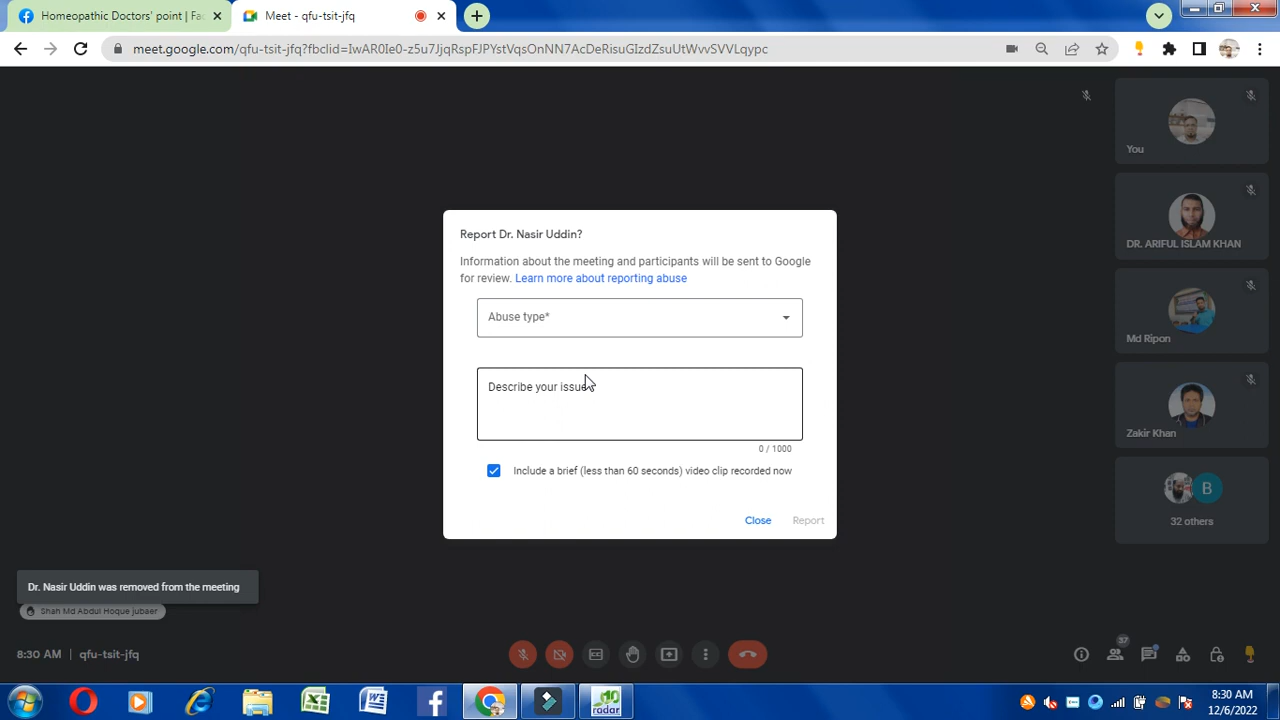 Homeopathic Doctors' point | Fac
Meet - qfu-tsit-jfq
meet.google.com/qfu-tsit-jfq?fbclid=IwAR0Ie0-z5u7JjqRspFJPYstVqsOnNN7AcDeRisuGIzdZsuUtWvvSVVLqypc
You
DR. ARIFUL ISLAM KHAN
Md Ripon
Zakir Khan
B
32 others
Report Dr. Nasir Uddin?
Information about the meeting and participants will be sent to Google
for review. Learn more about reporting abuse
Abuse type*
Describe your issue
0 / 1000
Include a brief (less than 60 seconds) video clip recorded now
Close Report
Dr. Nasir Uddin was removed from the meeting
Shah Md Abdul Hoque jubaer
8:30 AM | qfu-tsit-jfq
37
10
radar
8:30 AM
12/6/2022